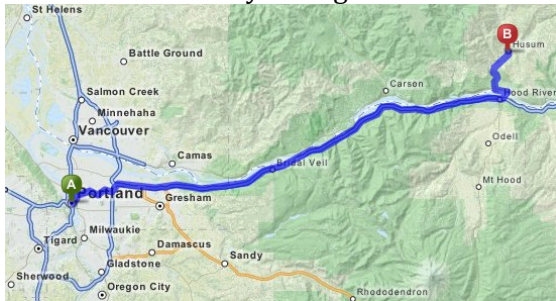 St Helens
B
Husum
Battle Ground
Carson
Salmon Creek
Hood River
Minnehaha
Vancouver
Odell
Camas
Bridal Veil
A
Portland
Mt Hood
Gresham
Milwaukie
Tigard
Damascus
Sandy
Gladstone
Sherwood
Oregon City
Rhododendron